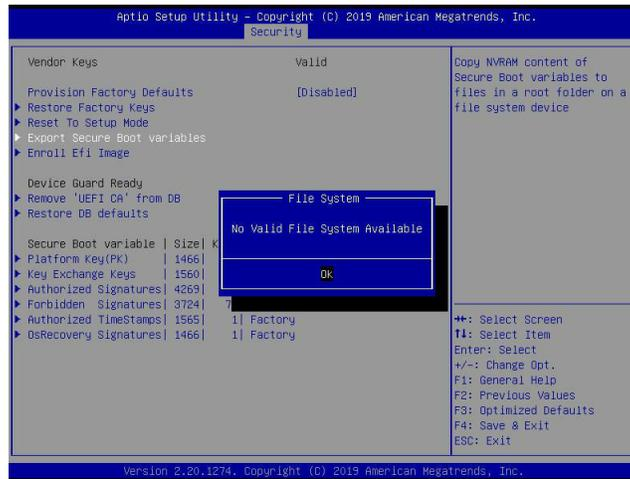 Aptio Setup Utility – Copyright (C) 2019 American Megatrends, Inc.
Security
Vendor Keys Valid
Provision Factory Defaults [Disabled]
Restore Factory Keys
Reset To Setup Mode
Export Secure Boot variables
Enroll Efi Image
Device Guard Ready
Remove 'UEFI CA' from DB
Restore DB defaults
Secure Boot variable | Size| K
Platform Key(PK) | 1466|
Key Exchange Keys | 1560|
Authorized Signatures| 4269|
Forbidden Signatures| 3724| 7
Authorized TimeStamps| 1565| 1| Factory
OsRecovery Signatures| 1466| 1| Factory
File System
No Valid File System Available
Ok
Copy NVRAM content of
Secure Boot variables to
files in a root folder on a
file system device
→←: Select Screen
↑↓: Select Item
Enter: Select
+/-: Change Opt.
F1: General Help
F2: Previous Values
F3: Optimized Defaults
F4: Save & Exit
ESC: Exit
Version 2.20.1274. Copyright (C) 2019 American Megatrends, Inc.